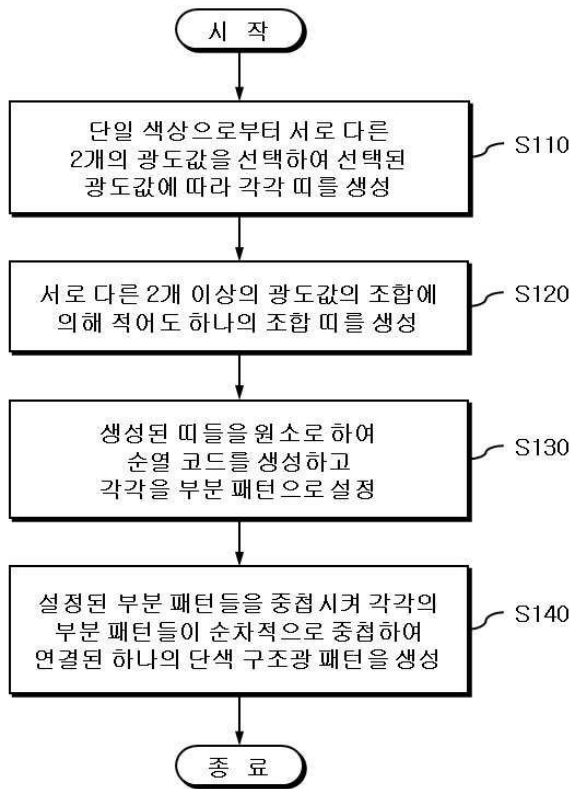 시 작
단일 색상으로부터 서로 다른
2개의 광도값을 선택하여 선택된
광도값에 따라 각각 띠를 생성
S110
서로 다른 2개 이상의 광도값의 조합에
의해 적어도 하나의 조합 띠를 생성
S120
생성된 띠들을 원소로 하여
순열 코드를 생성하고
각각을 부분 패턴으로 설정
S130
설정된 부분 패턴들을 중첩시켜 각각의
부분 패턴들이 순차적으로 중첩하여
연결된 하나의 단색 구조광 패턴을 생성
S140
종 료